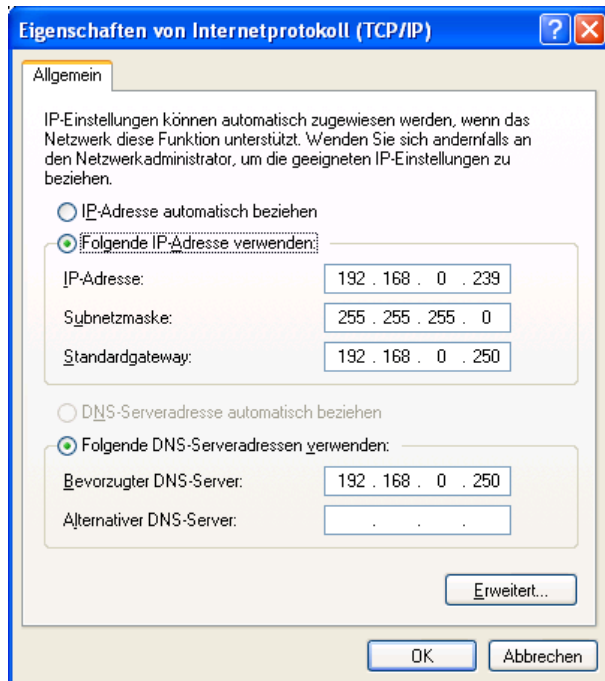 Eigenschaften von Internetprotokoll (TCP/IP)
Allgemein
IP-Einstellungen können automatisch zugewiesen werden, wenn das
Netzwerk diese Funktion unterstützt. Wenden Sie sich andernfalls an
den Netzwerkadministrator, um die geeigneten IP-Einstellungen zu
beziehen.
IP-Adresse automatisch beziehen
Folgende IP-Adresse verwenden:
IP-Adresse: 192 . 168 . 0 . 239
Subnetzmaske: 255 . 255 . 255 . 0
Standardgateway: 192 . 168 . 0 . 250
DNS-Serveradresse automatisch beziehen
Folgende DNS-Serveradressen verwenden:
Bevorzugter DNS-Server: 192 . 168 . 0 . 250
Alternativer DNS-Server: . . .
Erweitert...
OK Abbrechen